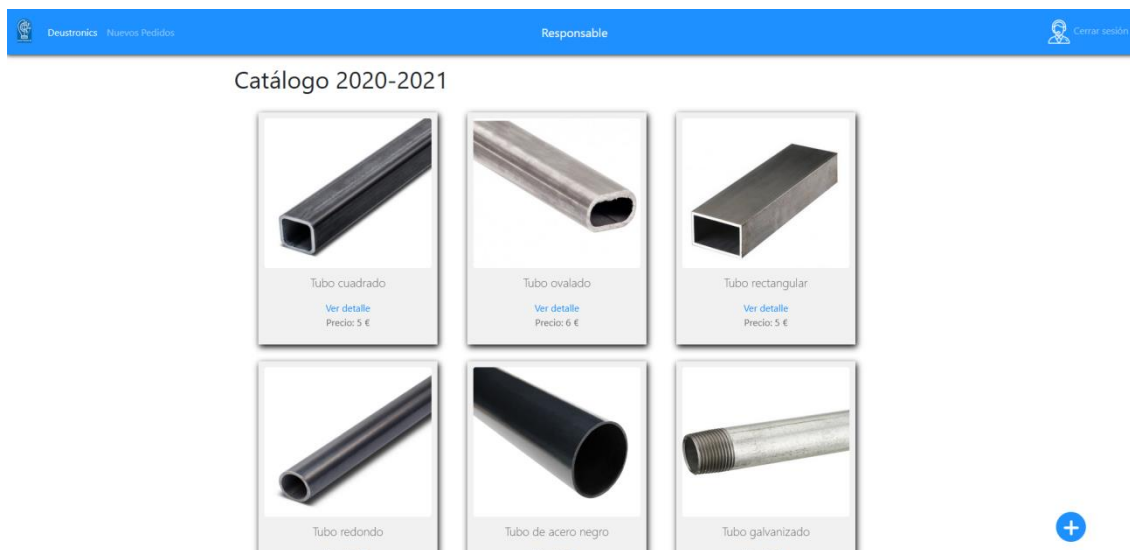 Deustronics Nuevos Pedidos Responsable Cerrar sesión
Catálogo 2020-2021
Tubo cuadrado Tubo ovalado Tubo rectangular
Ver detalle Ver detalle Ver detalle
Precio: 5 € Precio: 6 € Precio: 5 €
Tubo redondo Tubo de acero negro Tubo galvanizado